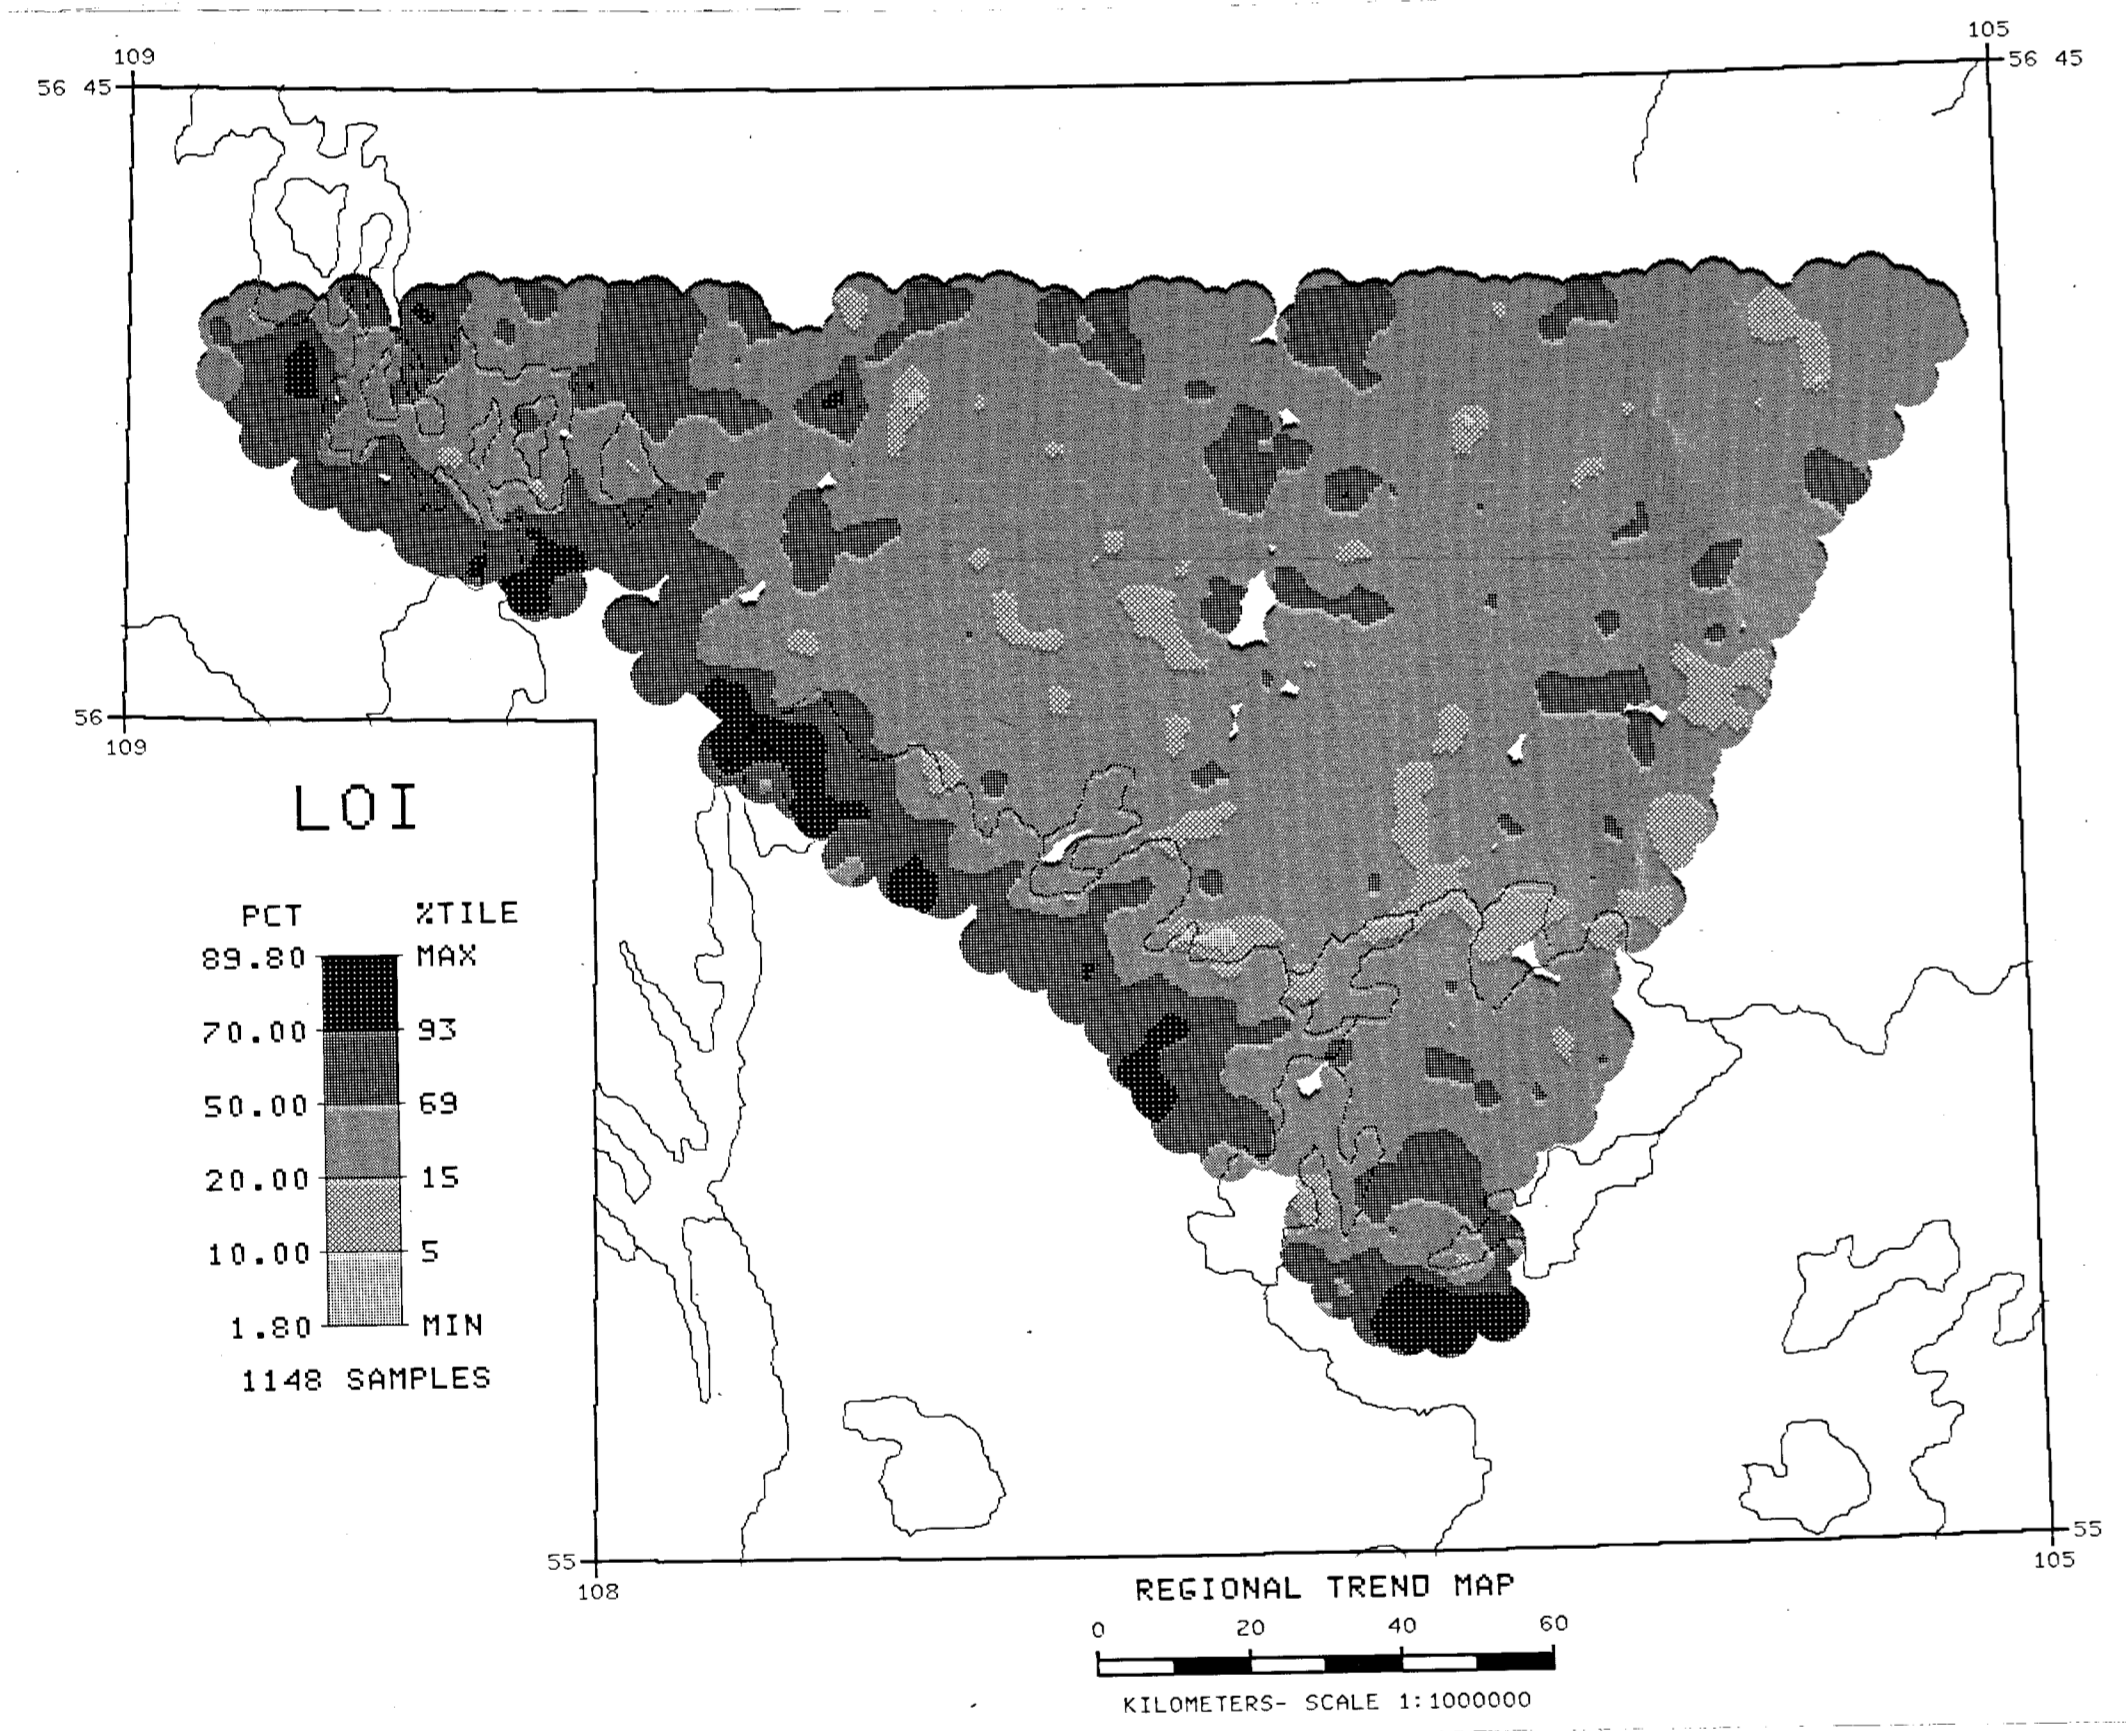 105
109
56 45
56 45
56
109
LOI
PCT %TILE
89.80 MAX
70.00 93
50.00 69
20.00 15
10.00 5
1.80 MIN
1148 SAMPLES
55
55
108
105
REGIONAL TREND MAP
0 20 40 60
KILOMETERS- SCALE 1:1000000